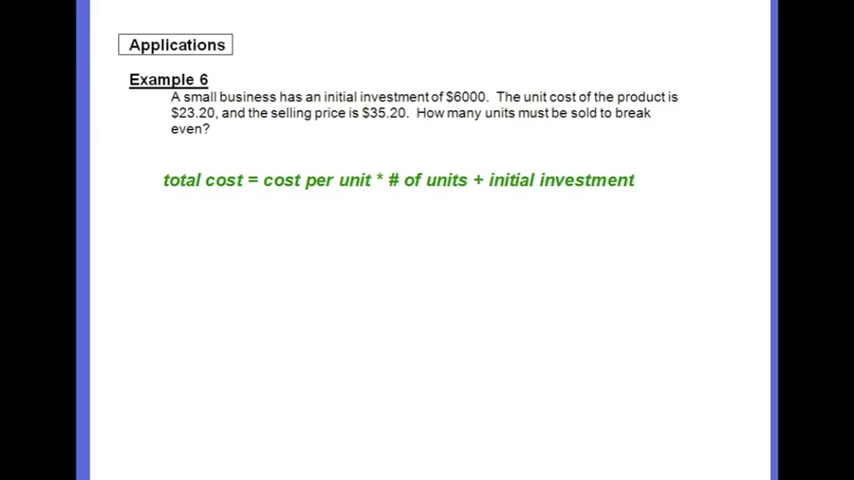 Applications
Example 6
A small business has an initial investment of $6000. The unit cost of the product is
$23.20, and the selling price is $35.20. How many units must be sold to break
even?
total cost = cost per unit * # of units + initial investment